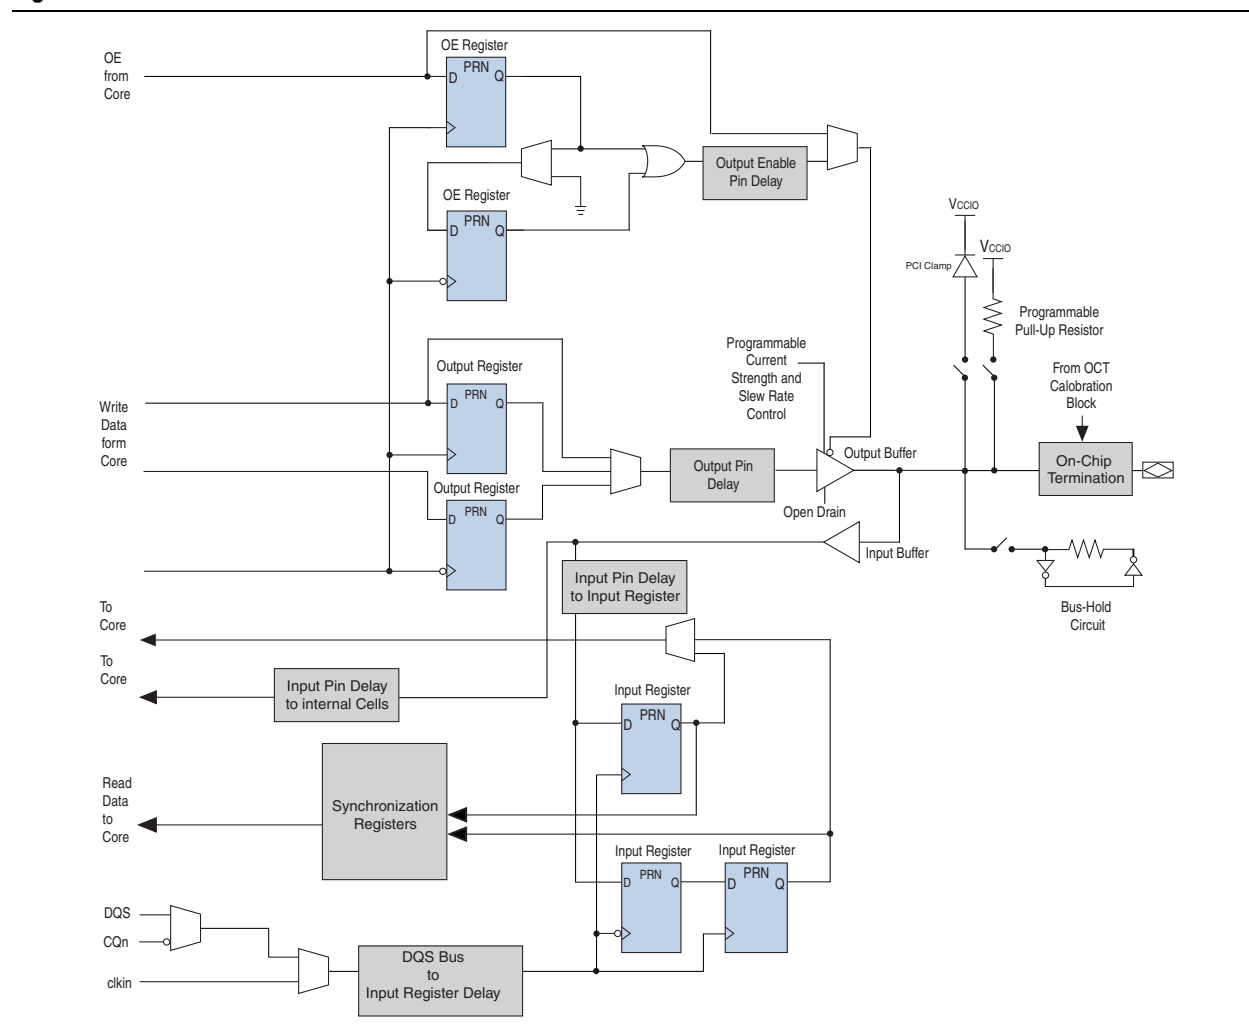 OE
from
Core
OE Register
PRN
D
Q
OE Register
PRN
D
Q
Output Enable
Pin Delay
VCCIO
VCCIO
PCI Clamp
Programmable
Pull-Up Resistor
Programmable
Current
Strength and
Slew Rate
Control
From OCT
Calobration
Block
Write
Data
form
Core
Output Register
PRN
D
Q
Output Register
PRN
D
Q
Output Pin
Delay
Output Buffer
Open Drain
On-Chip
Termination
Input Buffer
Bus-Hold
Circuit
Input Pin Delay
to Input Register
To
Core
To
Core
Input Pin Delay
to internal Cells
Input Register
PRN
D
Q
Read
Data
to
Core
Synchronization
Registers
Input Register
PRN
D
Q
Input Register
PRN
D
Q
DQS
CQn
clkin
DQS Bus
to
Input Register Delay